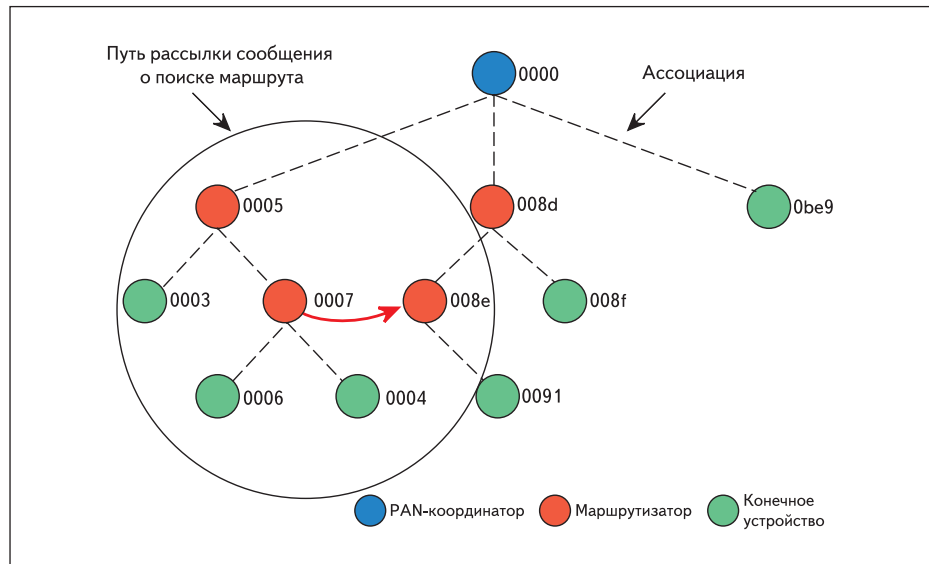 Путь рассылки сообщения
о поиске маршрута
0000
Ассоциация
0005
008d
0be9
0003
0007
008e
008f
0006
0004
0091
PAN-координатор
Маршрутизатор
Конечное
устройство